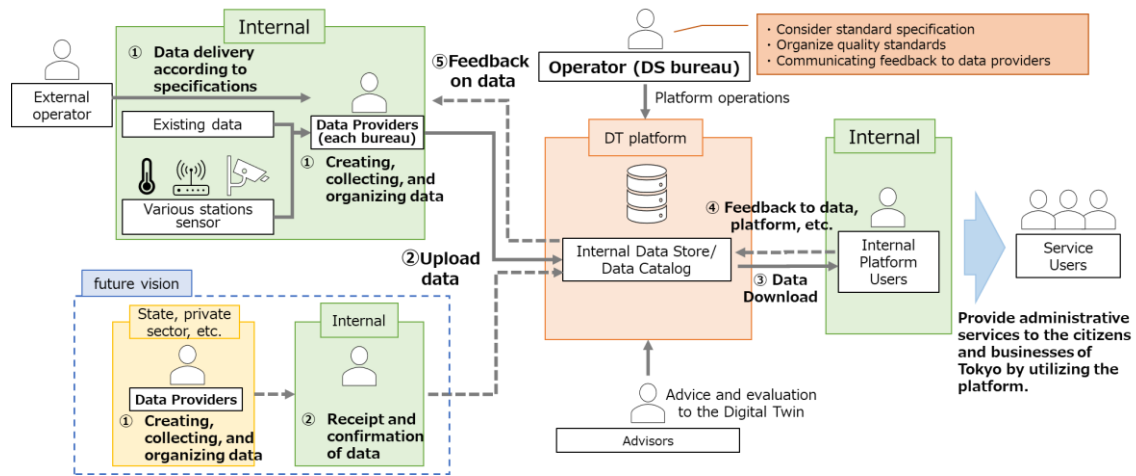 Internal
① Data delivery
according to
specifications
External
operator
Existing data
Data Providers
(each bureau)
① Creating,
collecting, and
organizing data
Various stations
sensor
⑤Feedback
on data
②Upload
data
Operator (DS bureau)
・Consider standard specification
・Organize quality standards
・Communicating feedback to data providers
Platform operations
DT platform
Internal Data Store/
Data Catalog
④ Feedback to data,
platform, etc.
③ Data
Download
Internal
Internal
Platform
Users
Service
Users
Provide administrative
services to the citizens
and businesses of
Tokyo by utilizing the
platform.
future vision
State, private
sector, etc.
Data Providers
① Creating,
collecting, and
organizing data
Internal
② Receipt and
confirmation
of data
Advice and evaluation
to the Digital Twin
Advisors